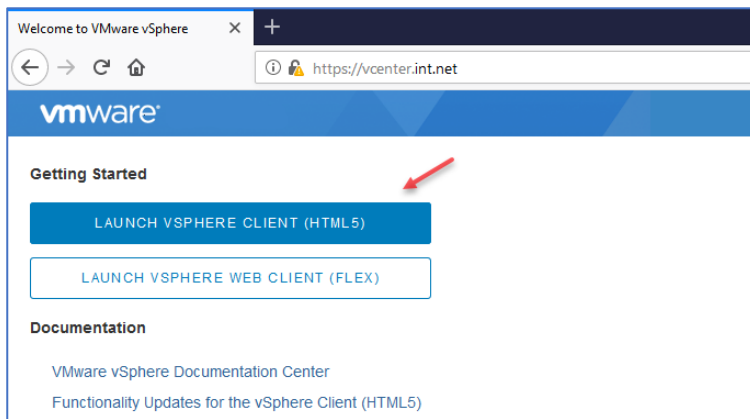 Welcome to VMware vSphere
https://vcenter.int.net
vmware
Getting Started
LAUNCH VSPHERE CLIENT (HTML5)
LAUNCH VSPHERE WEB CLIENT (FLEX)
Documentation
VMware vSphere Documentation Center
Functionality Updates for the vSphere Client (HTML5)